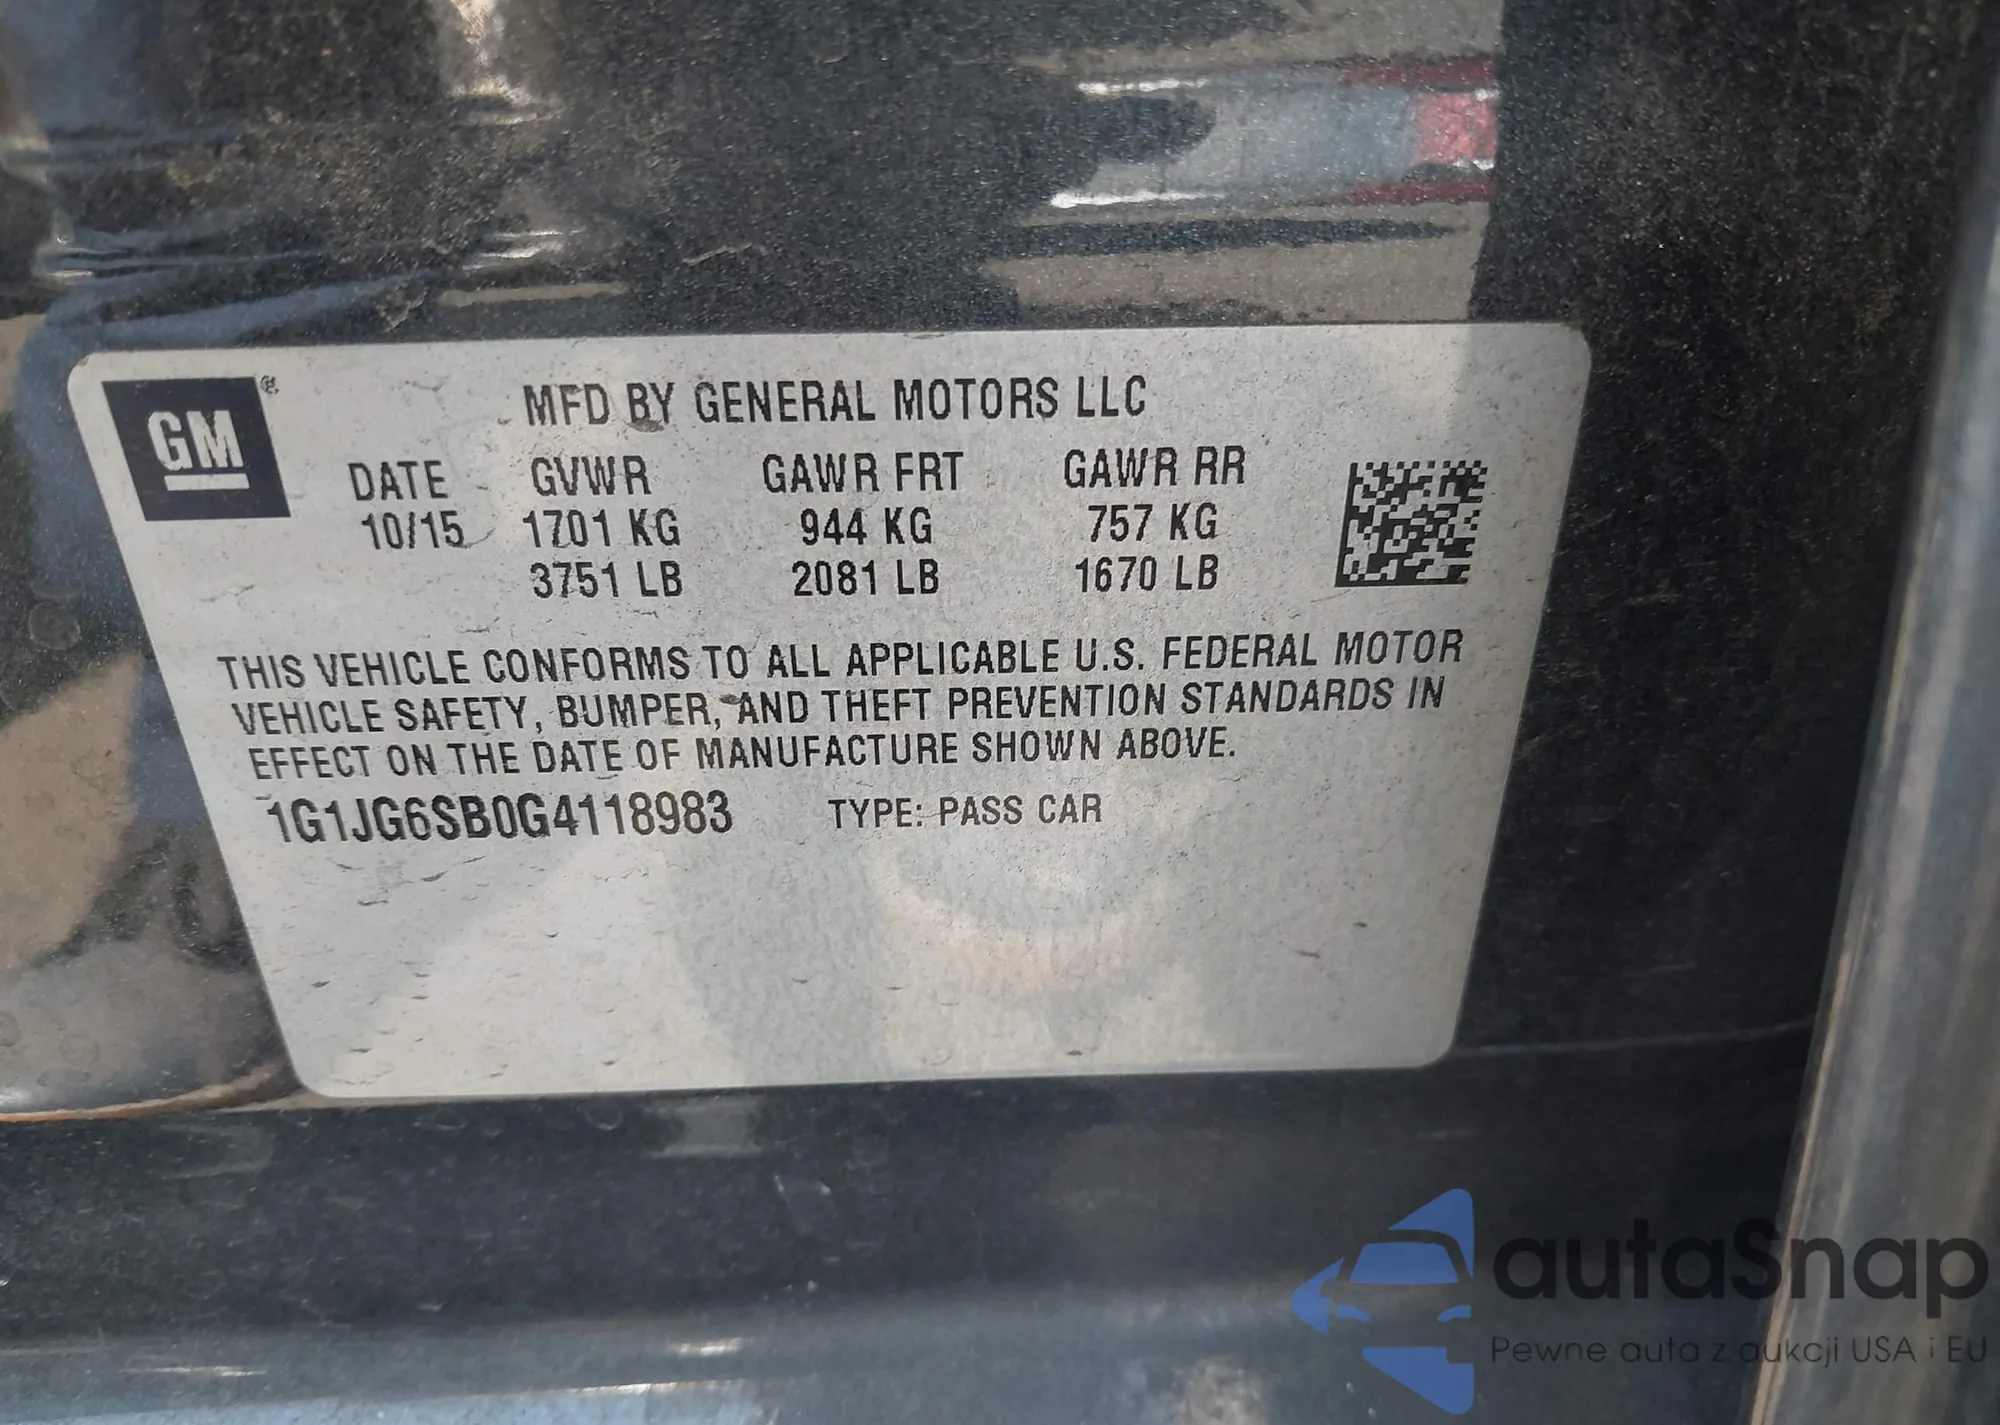 GM®
MFD BY GENERAL MOTORS LLC
DATE GVWR GAWR FRT GAWR RR
10/15 1701 KG 944 KG 757 KG
3751 LB 2081 LB 1670 LB
THIS VEHICLE CONFORMS TO ALL APPLICABLE U.S. FEDERAL MOTOR
VEHICLE SAFETY, BUMPER, AND THEFT PREVENTION STANDARDS IN
EFFECT ON THE DATE OF MANUFACTURE SHOWN ABOVE.
1G1JG6SB0G4118983 TYPE: PASS CAR
autaSnap
Pewne auta z aukcji USA i EU